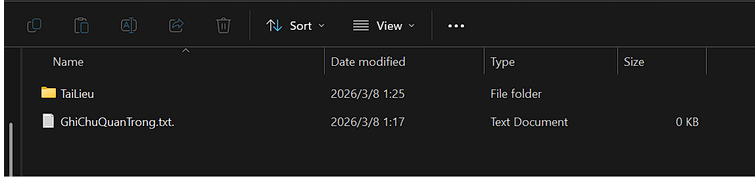 Sort View
Name Date modified Type Size
TaiLieu 2026/3/8 1:25 File folder
GhiChuQuanTrong.txt. 2026/3/8 1:17 Text Document 0 KB